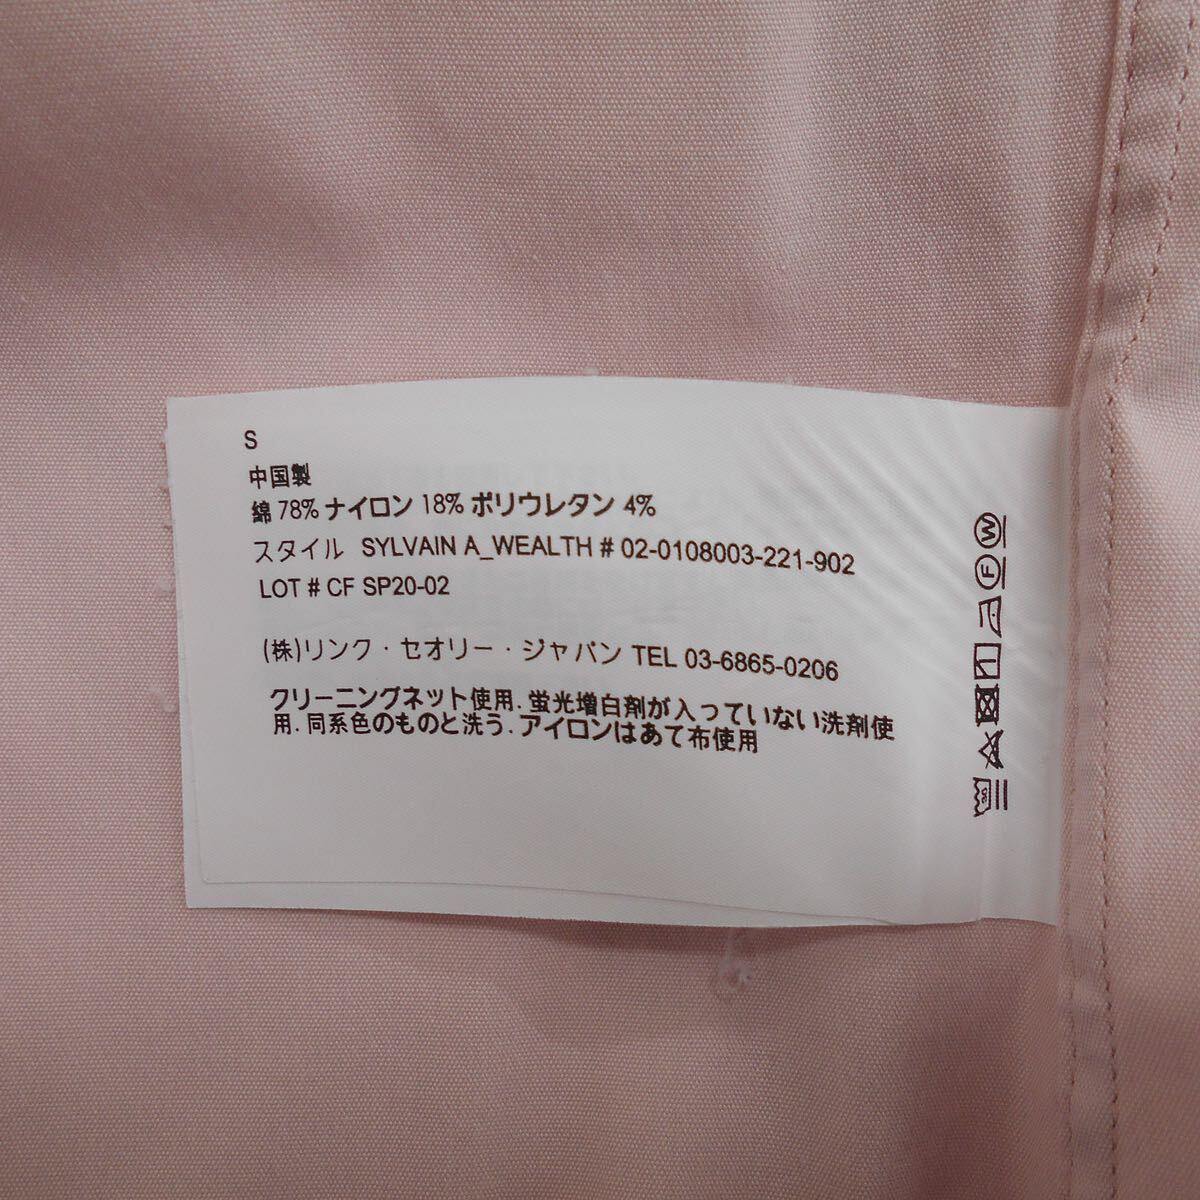 S
中国製
綿 78% ナイロン 18% ポリウレタン 4%
スタイル SYLVAIN A_WEALTH # 02-0108003-221-902
LOT # CF SP20-02
(株)リンク・セオリー・ジャパン TEL 03-6865-0206
クリーニングネット使用. 蛍光増白剤が入っていない洗剤使
用. 同系色のものと洗う. アイロンはあて布使用
W
F
30